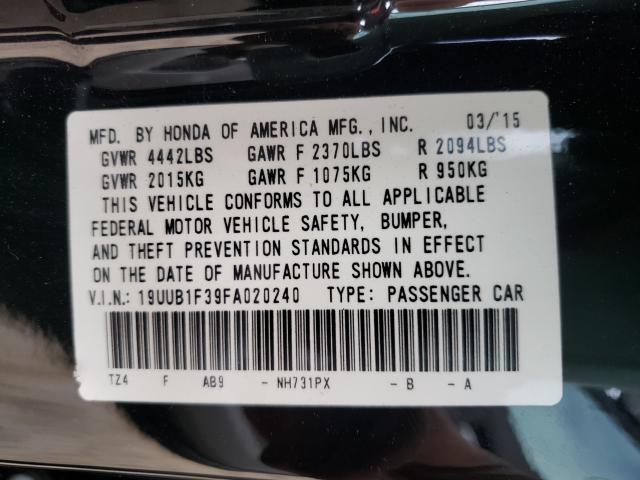 MFD. BY HONDA OF AMERICA MFG., INC. 03/'15
GVWR 4442LBS GAWR F 2370LBS R 2094LBS
GVWR 2015KG GAWR F 1075KG R 950KG
THIS VEHICLE CONFORMS TO ALL APPLICABLE
FEDERAL MOTOR VEHICLE SAFETY, BUMPER,
AND THEFT PREVENTION STANDARDS IN EFFECT
ON THE DATE OF MANUFACTURE SHOWN ABOVE.
V.I.N.: 19UUB1F39FA020240 TYPE: PASSENGER CAR
TZ4 F AB9 - NH731PX - B - A